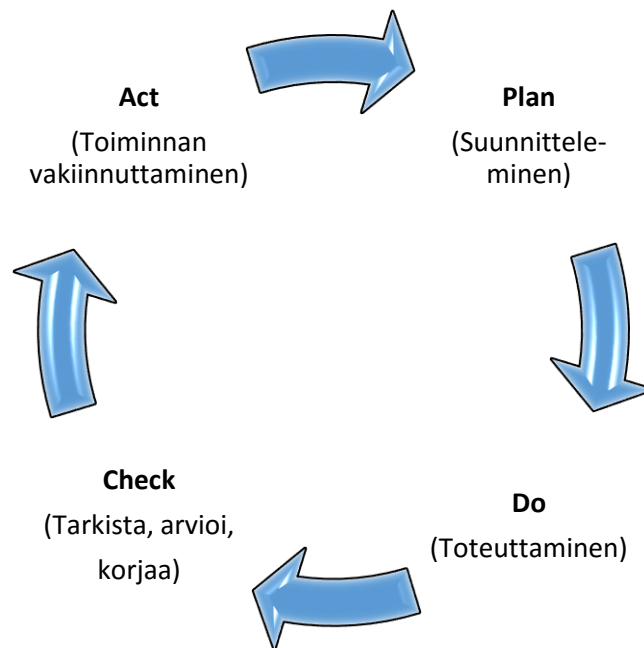 Act
(Toiminnan
vakiinnuttaminen)
Plan
(Suunnittele-
minen)
Do
(Toteuttaminen)
Check
(Tarkista, arvioi,
korjaa)